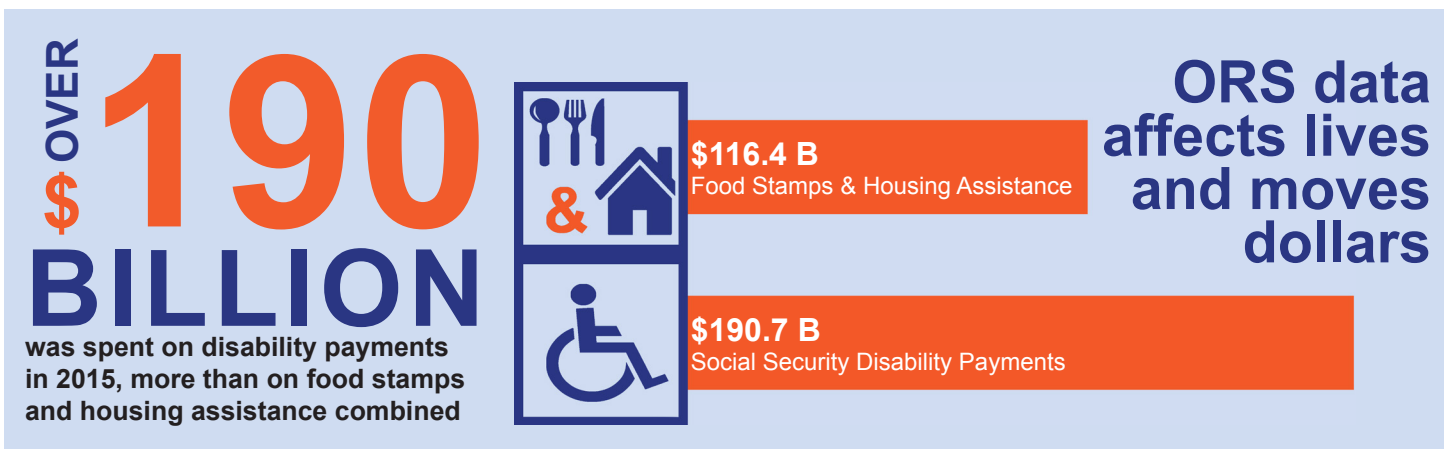 $ OVER
190
BILLION
was spent on disability payments
in 2015, more than on food stamps
and housing assistance combined
&
$116.4 B
Food Stamps & Housing Assistance
$190.7 B
Social Security Disability Payments
ORS data
affects lives
and moves
dollars